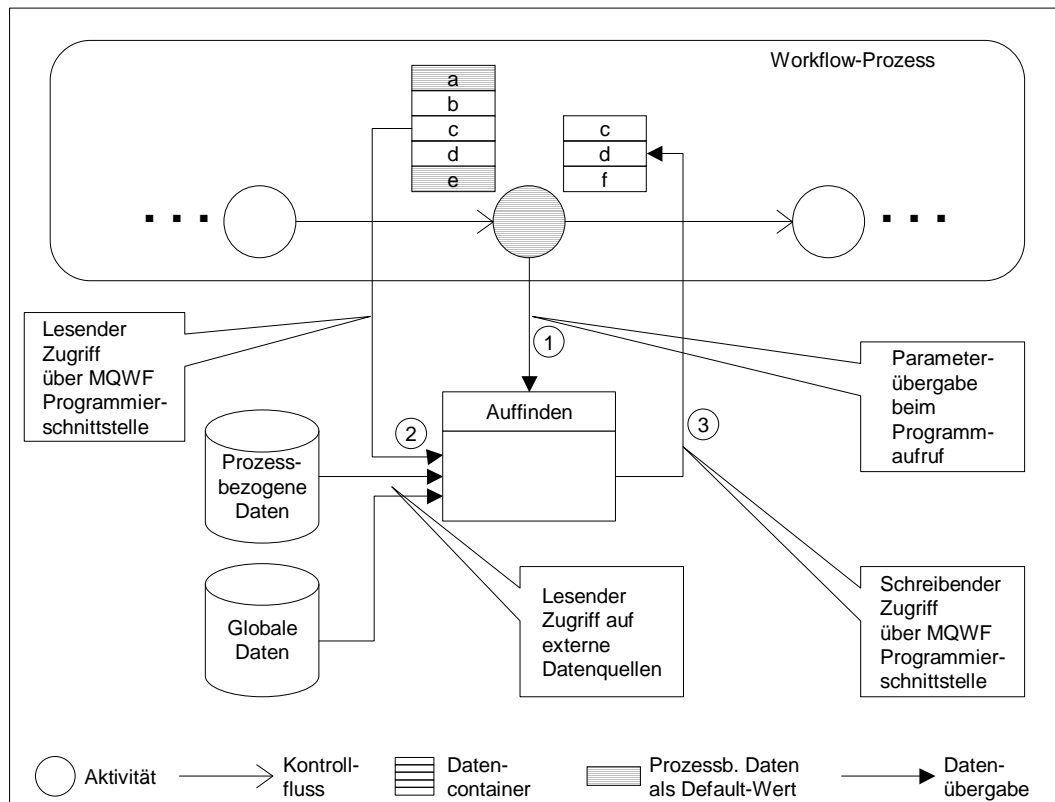 Workflow-Prozess
a
b
c
d
e
c
d
f
Lesender
Zugriff
über MQWF
Programmier-
schnittstelle
1
Parameter-
übergabe
beim
Programm-
aufruf
Auffinden
2
3
Prozess-
bezogene
Daten
Globale
Daten
Lesender
Zugriff auf
externe
Datenquellen
Schreibender
Zugriff
über MQWF
Programmier-
schnittstelle
Aktivität
Kontroll-
fluss
Daten-
container
Prozessb. Daten
als Default-Wert
Daten-
übergabe